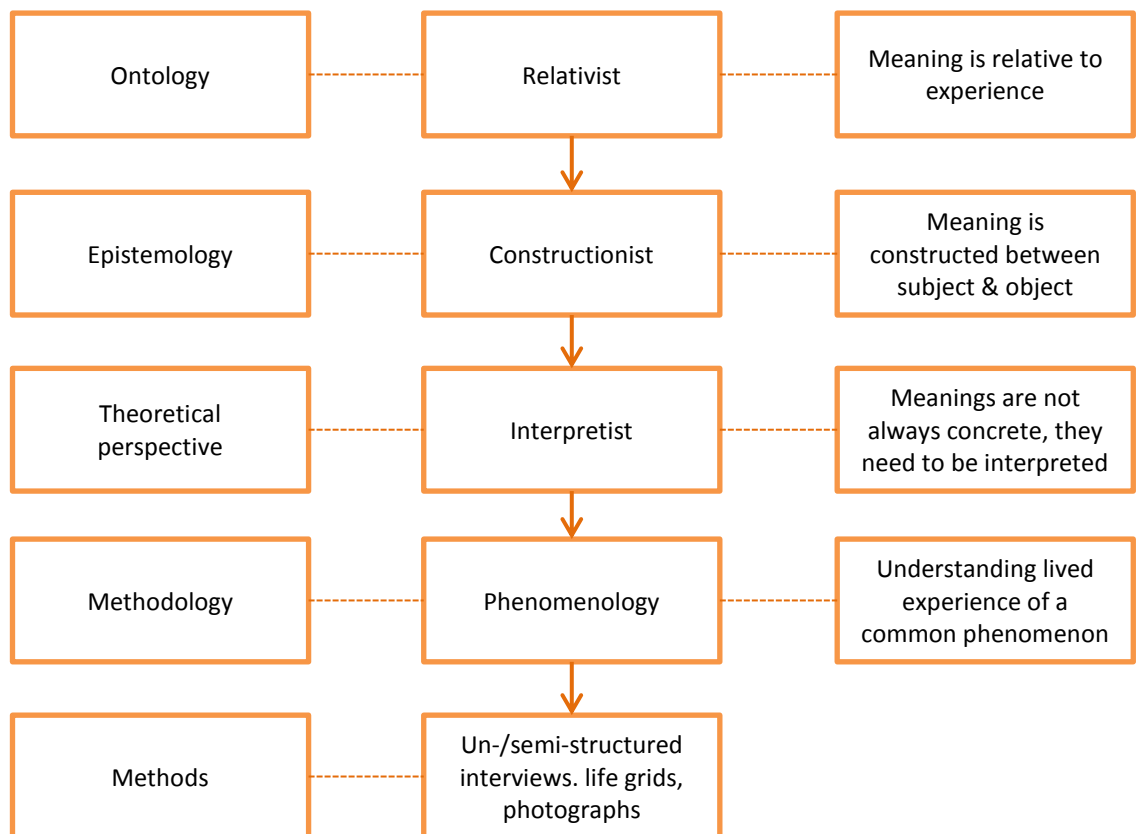 Ontology
Relativist
Meaning is relative to
experience
Epistemology
Constructionist
Meaning is
constructed between
subject & object
Theoretical
perspective
Interpretist
Meanings are not
always concrete, they
need to be interpreted
Methodology
Phenomenology
Understanding lived
experience of a
common phenomenon
Methods
Un-/semi-structured
interviews. life grids,
photographs